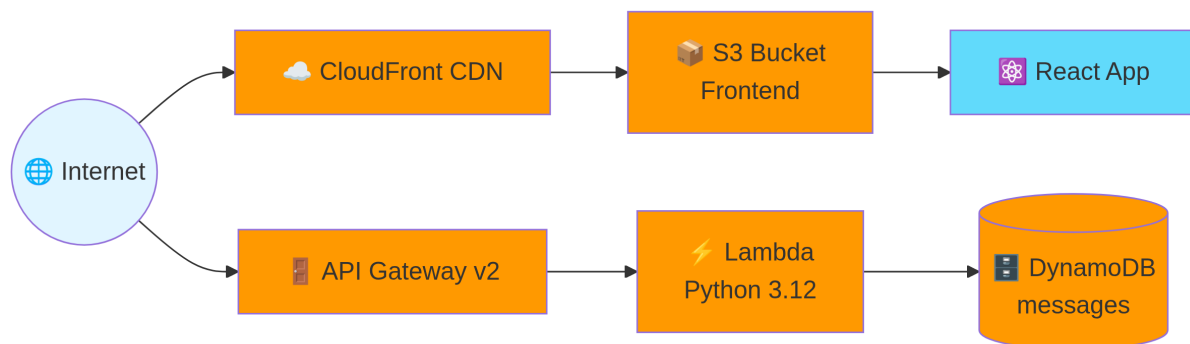 🌐 Internet
☁️ CloudFront CDN
📦 S3 Bucket
Frontend
⚛️ React App
🚪 API Gateway v2
⚡ Lambda
Python 3.12
🗄️ DynamoDB
messages